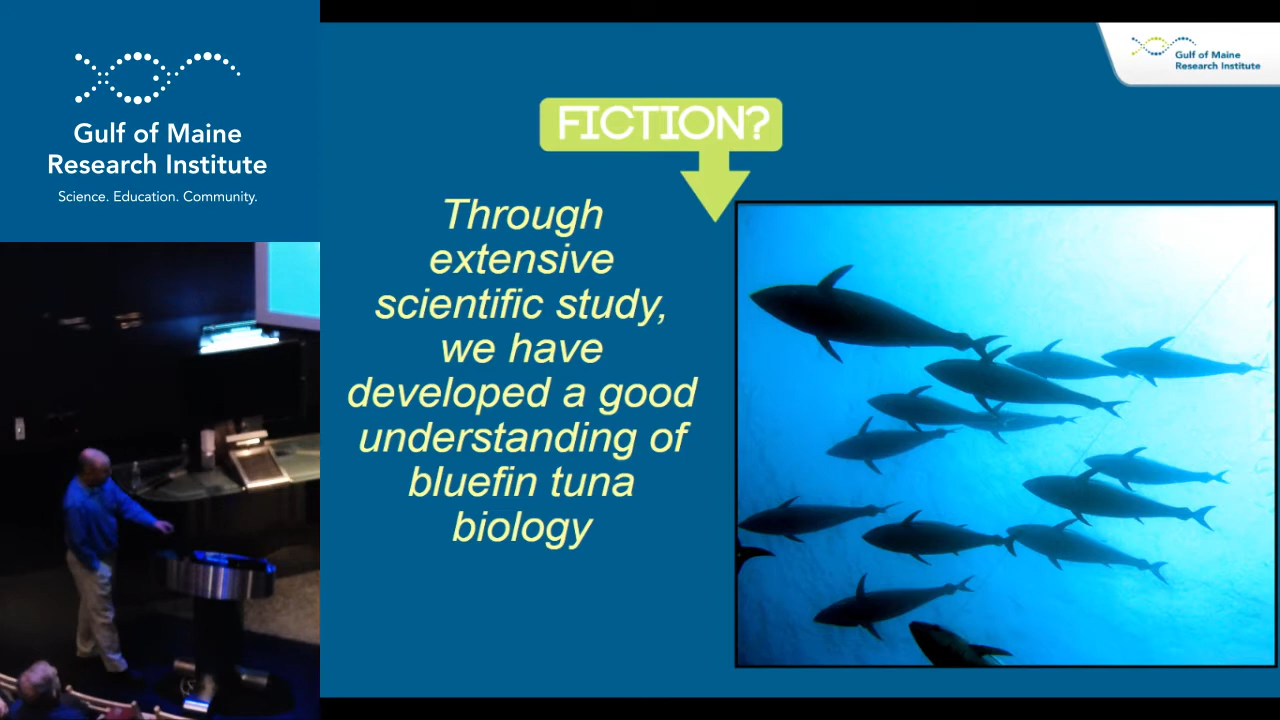 Gulf of Maine
Research Institute
Science. Education. Community.
Gulf of Maine
Research Institute
FICTION?
Through
extensive
scientific study,
we have
developed a good
understanding of
bluefin tuna
biology